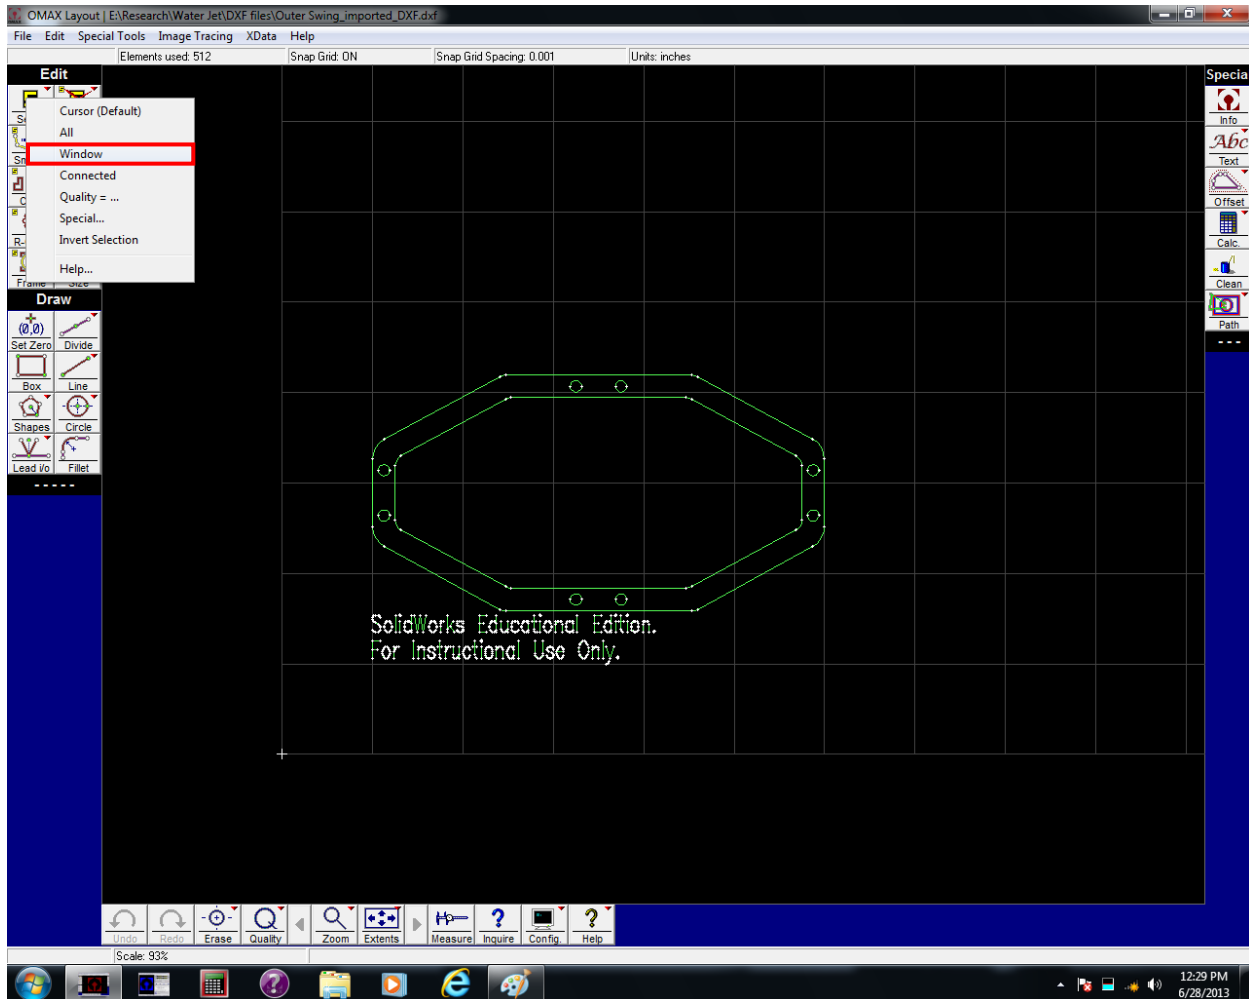 OMAX Layout | E:\Research\Water Jet\DXF files\Outer Swing_imported_DXF.dxf
File Edit Special Tools Image Tracing XData Help
Elements used: 512 Snap Grid: ON Snap Grid Spacing: 0.001 Units: inches
Edit
Cursor (Default)
All
Window
Connected
Quality = ...
Special...
Invert Selection
Help...
Frame Size
Draw
(0,0)
Set Zero Divide
Box Line
Shapes Circle
Lead i/o Fillet
- - - - -
Specia
Info
Abc
Text
Offset
Calc.
Clean
Path
- - -
SolidWorks Educational Edition.
For Instructional Use Only.
Undo Redo Erase Quality Zoom Extents Measure Inquire Config. Help
Scale: 93%
12:29 PM
6/28/2013